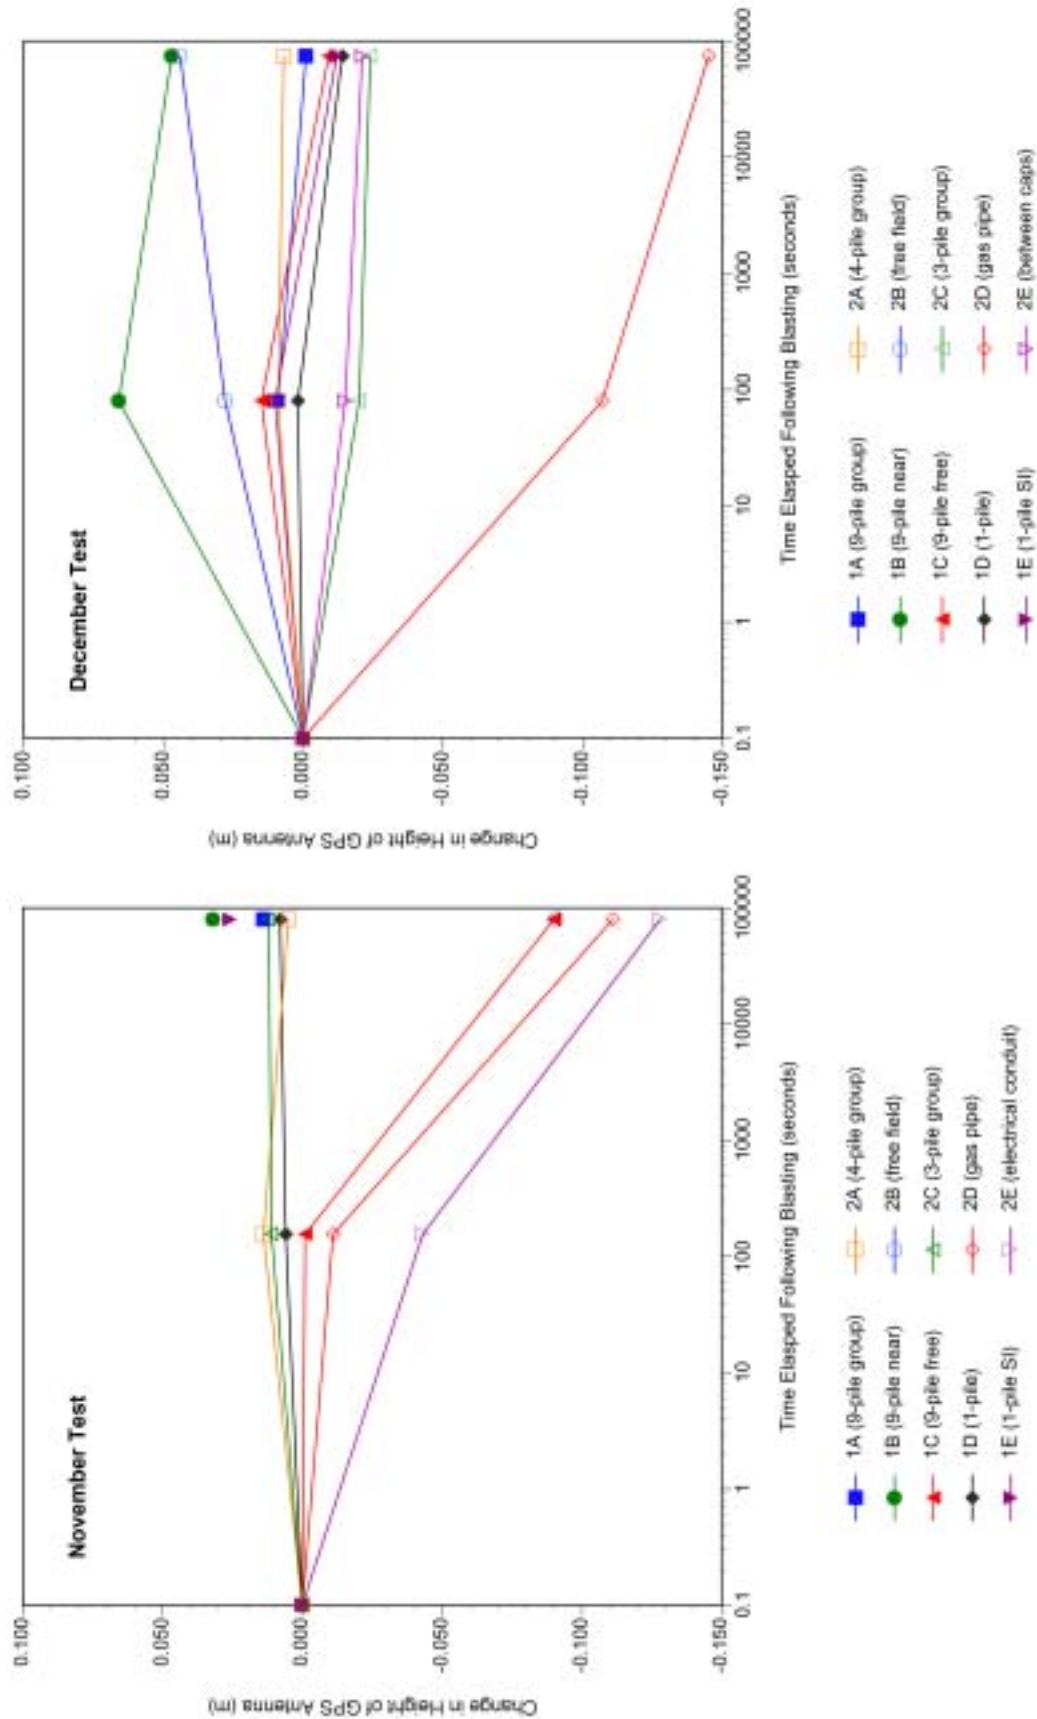 November Test
0.100
0.050
0.000
-0.050
-0.100
-0.150
Change in Height of GPS Antenna (m)
0.1
1
10
100
1000
10000
100000
Time Elasped Following Blasting (seconds)
1A (9-pile group)
2A (4-pile group)
1B (9-pile near)
2B (free field)
1C (9-pile free)
2C (3-pile group)
1D (1-pile)
2D (gas pipe)
1E (1-pile SI)
2E (electrical conduit)
December Test
0.100
0.050
0.000
-0.050
-0.100
-0.150
Change in Height of GPS Antenna (m)
0.1
1
10
100
1000
10000
100000
Time Elasped Following Blasting (seconds)
1A (9-pile group)
2A (4-pile group)
1B (9-pile near)
2B (free field)
1C (9-pile free)
2C (3-pile group)
1D (1-pile)
2D (gas pipe)
1E (1-pile SI)
2E (between caps)